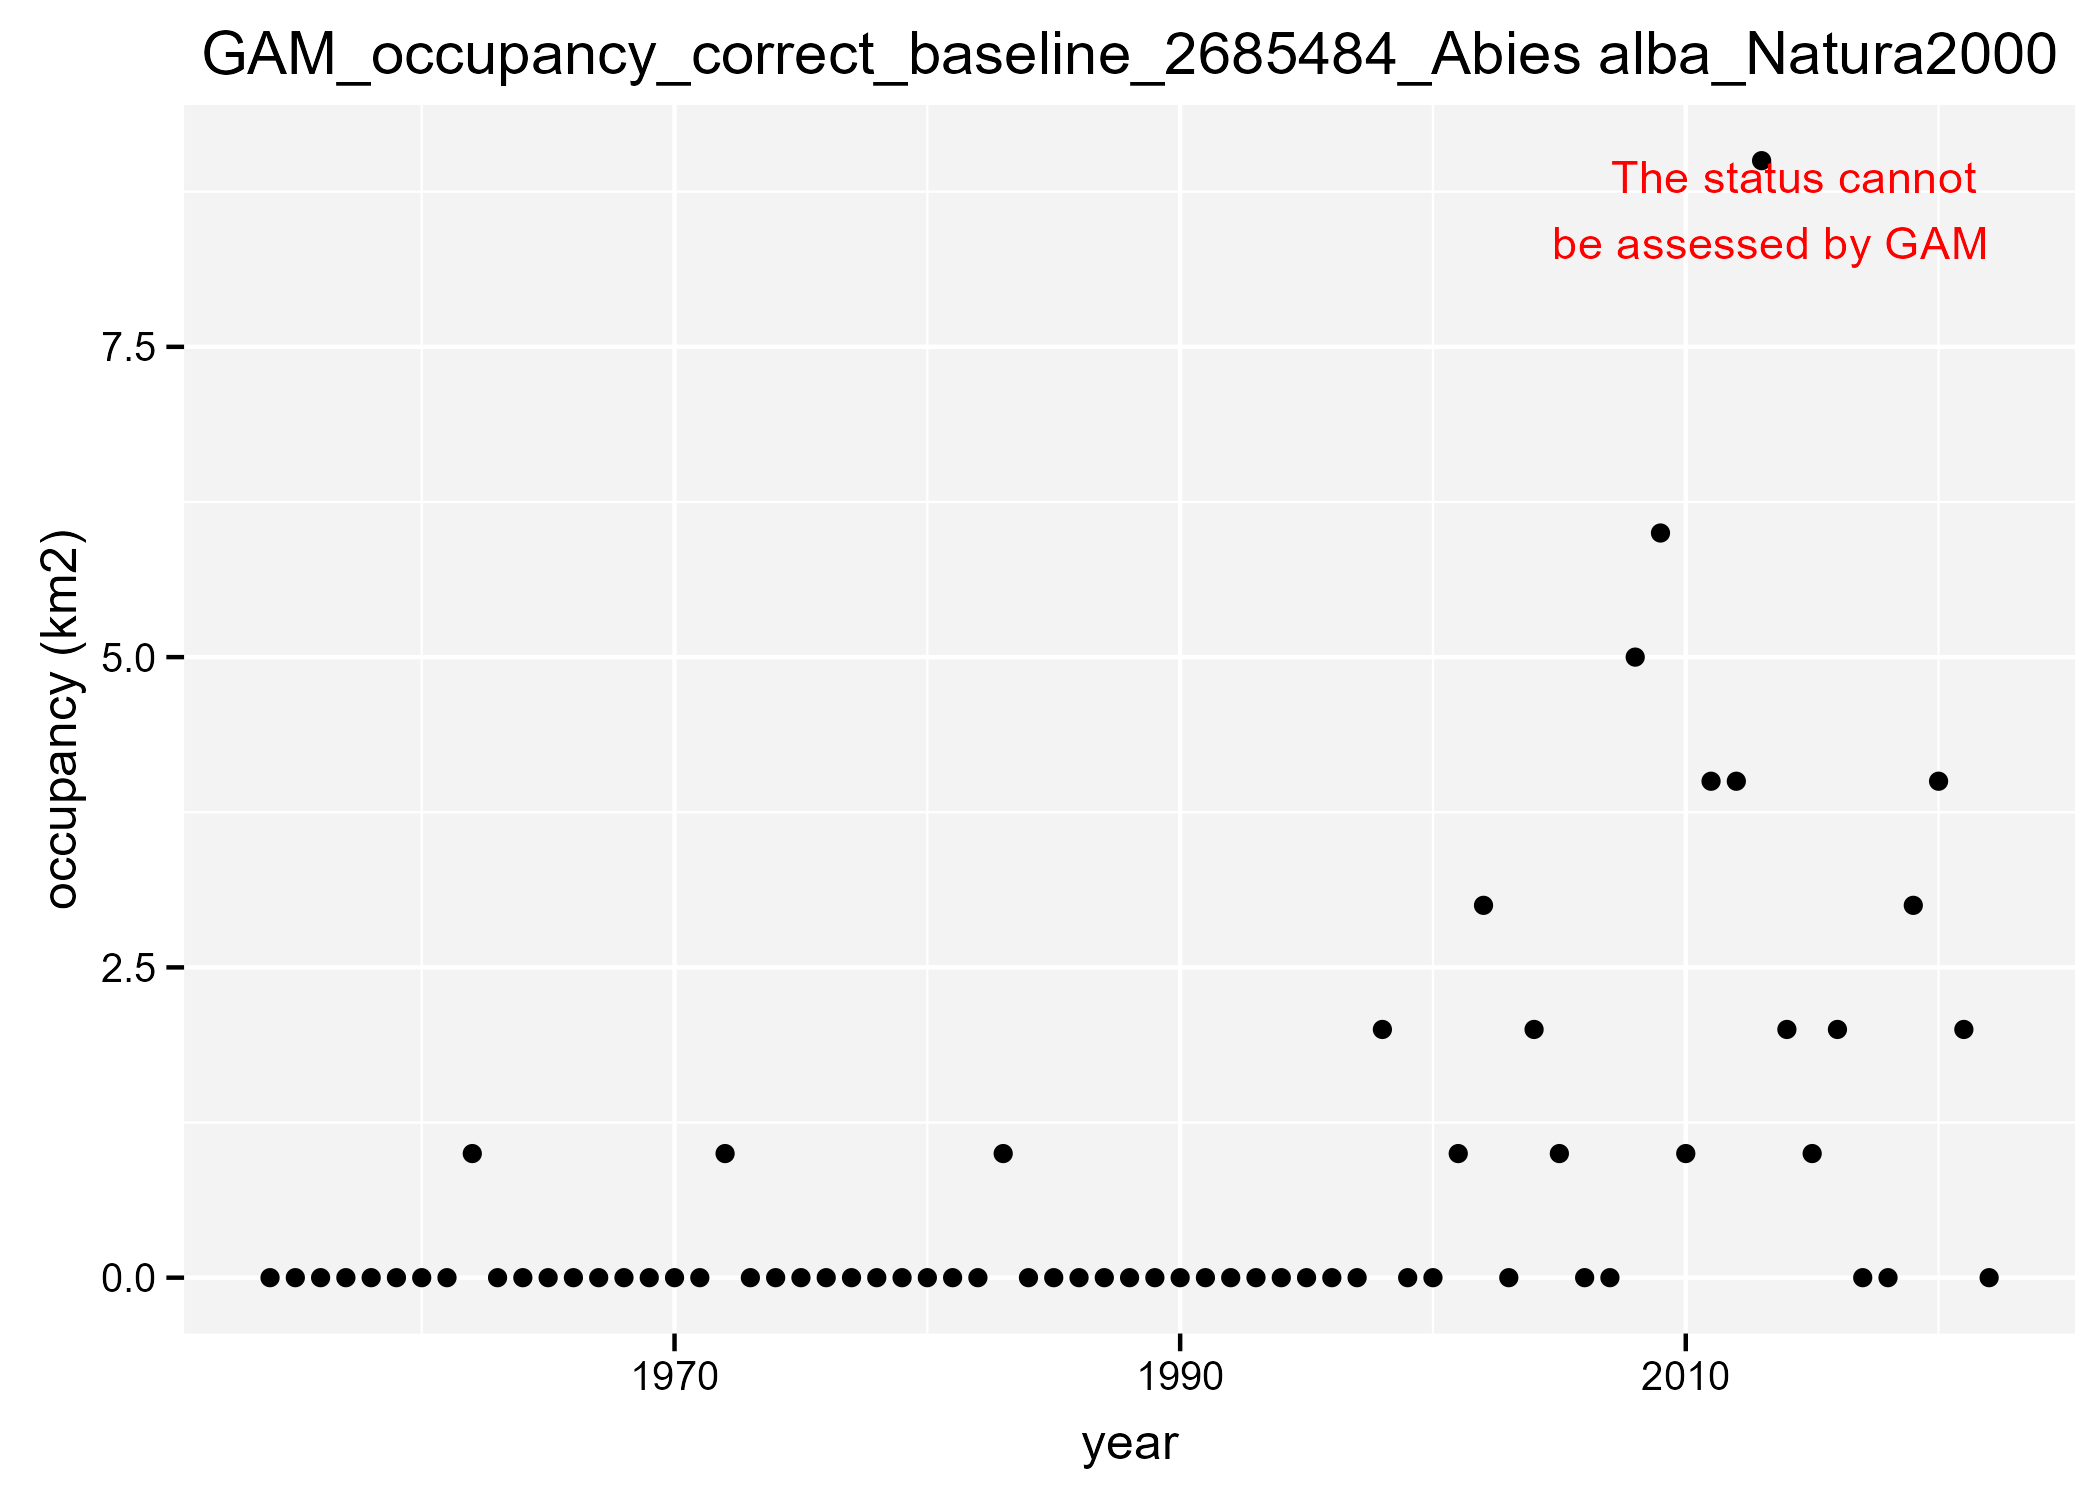 GAM_occupancy_correct_baseline_2685484_Abies alba_Natura2000
The status cannot
be assessed by GAM
7.5
5.0
2.5
0.0
occupancy (km2)
1970 1990 2010
year